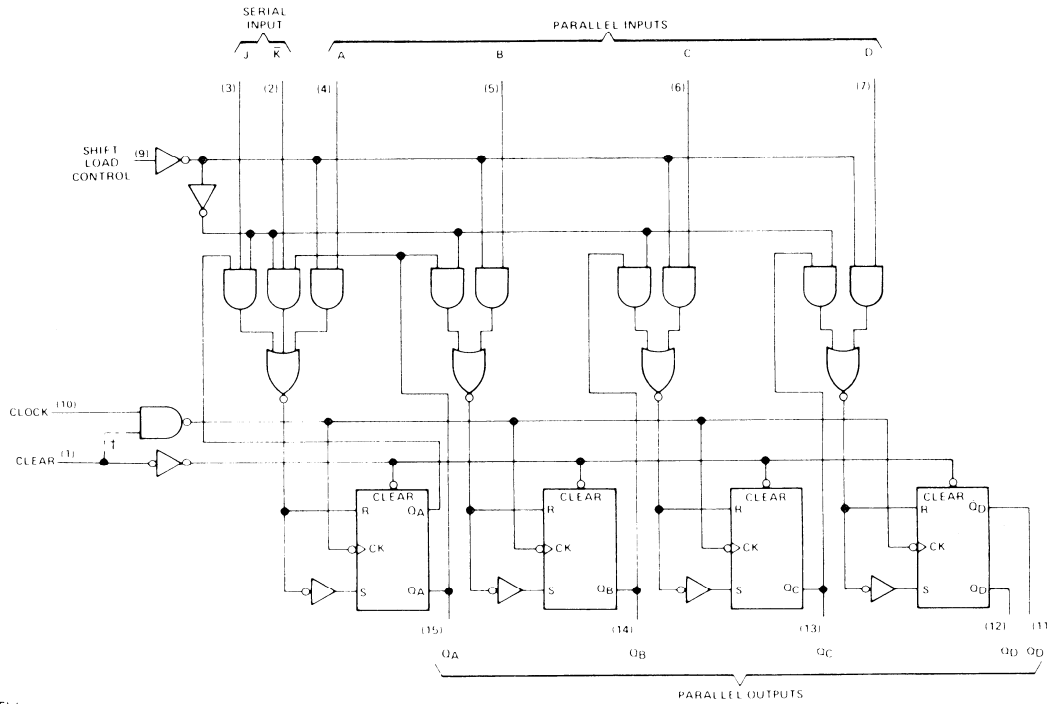 SERIAL
INPUT
PARALLEL INPUTS
J K̅ A B C D
(3) (2) (4) (5) (6) (7)
SHIFT
LOAD
CONTROL
(9)
CLOCK (10)
CLEAR (1)
CLEAR CLEAR CLEAR CLEAR
R QA R R R QD
CK CK CK CK
S QA S QB S QC S QD
(15) (14) (13) (12) (11
QA QB QC QD QD
PARALLEL OUTPUTS